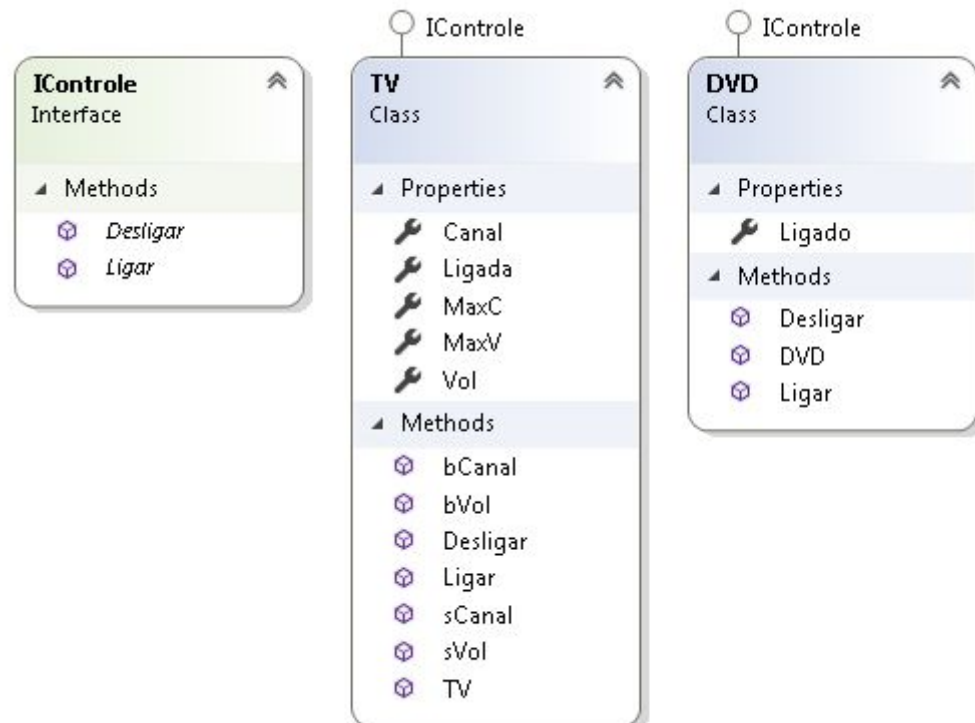 IControle
Interface
Methods
Desligar
Ligar
IControle
TV
Class
Properties
Canal
Ligada
MaxC
MaxV
Vol
Methods
bCanal
bVol
Desligar
Ligar
sCanal
sVol
TV
IControle
DVD
Class
Properties
Ligado
Methods
Desligar
DVD
Ligar